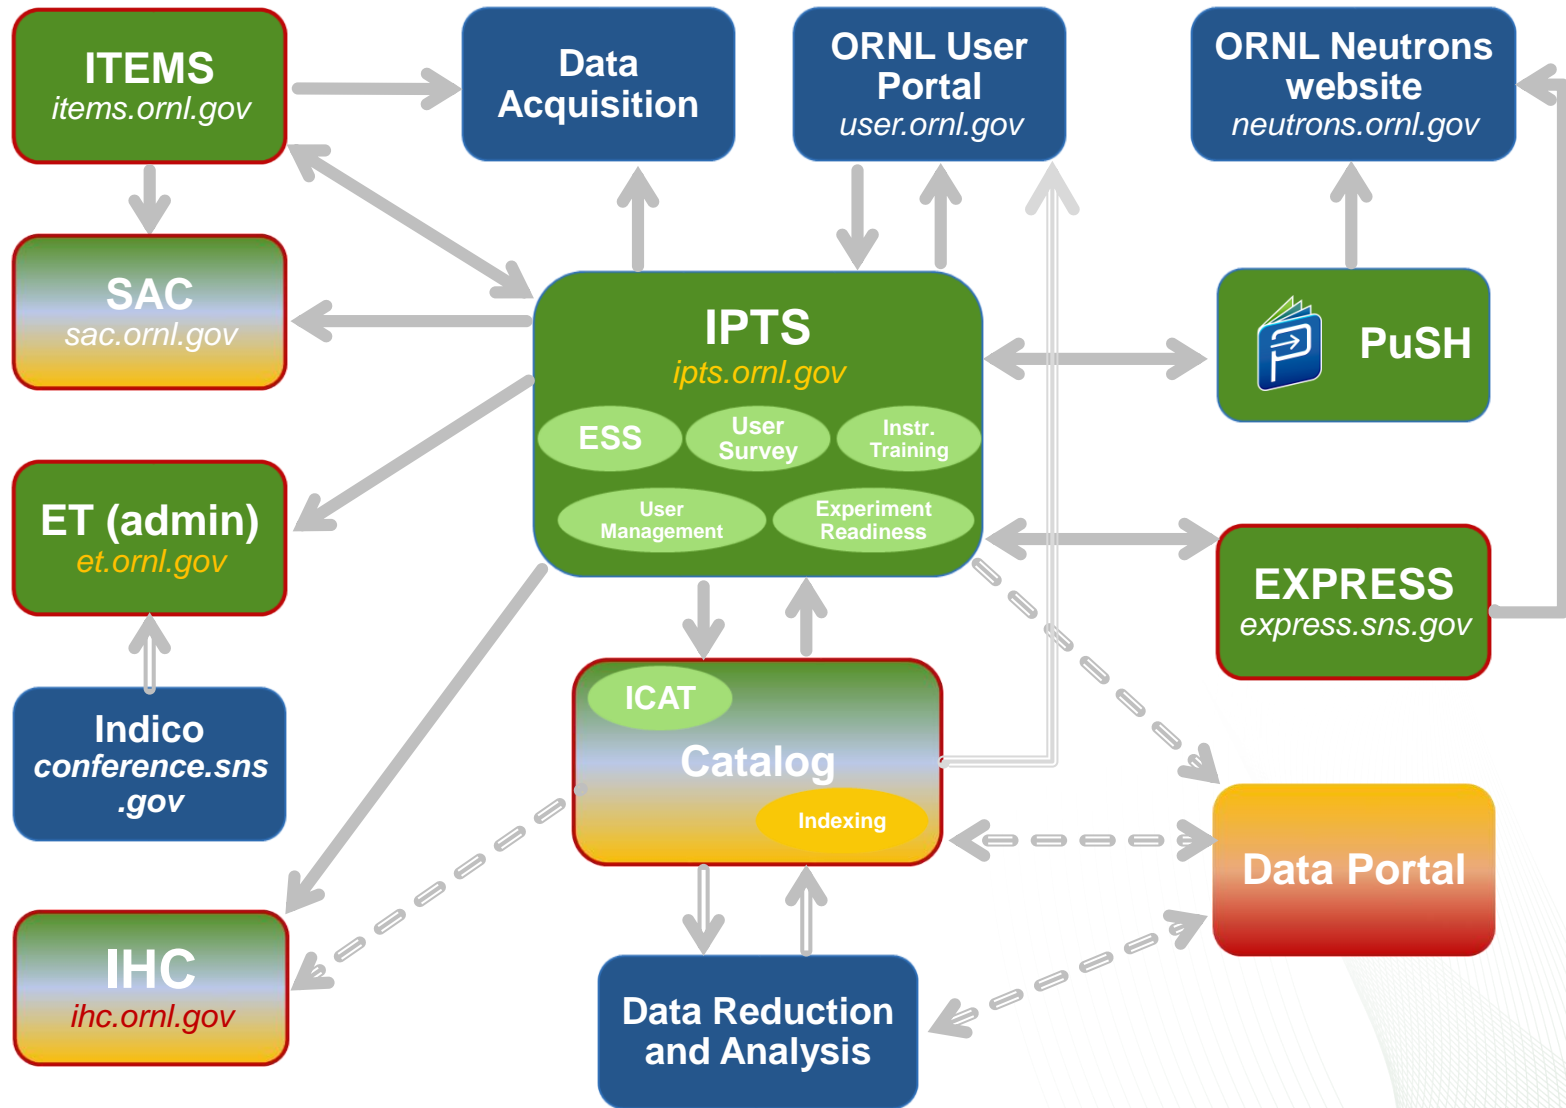 ITEMS
items.ornl.gov
Data
Acquisition
ORNL User
Portal
user.ornl.gov
ORNL Neutrons
website
neutrons.ornl.gov
SAC
sac.ornl.gov
IPTS
ipts.ornl.gov
ESS
User
Survey
Instr.
Training
User
Management
Experiment
Readiness
PuSH
ET (admin)
et.ornl.gov
EXPRESS
express.sns.gov
Indico
conference.sns
.gov
ICAT
Catalog
Indexing
Data Portal
IHC
ihc.ornl.gov
Data Reduction
and Analysis